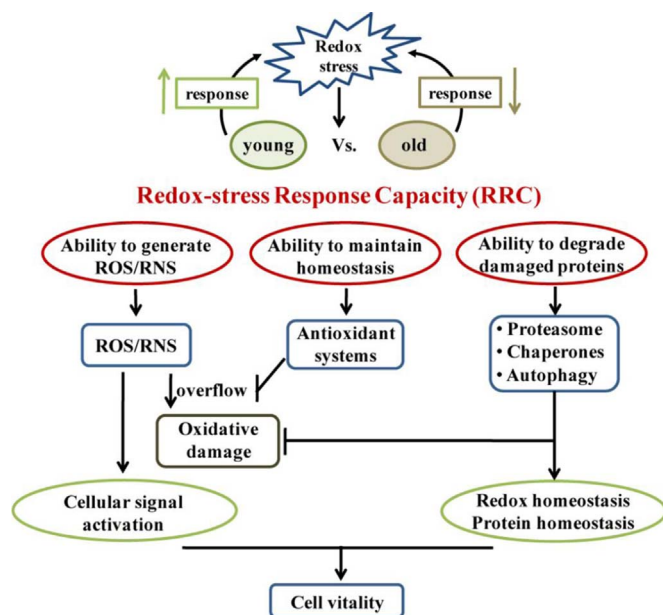 Redox
stress
response
response
young
Vs.
old
Redox-stress Response Capacity (RRC)
Ability to generate
ROS/RNS
Ability to maintain
homeostasis
Ability to degrade
damaged proteins
ROS/RNS
Antioxidant
systems
• Proteasome
• Chaperones
• Autophagy
overflow
Oxidative
damage
Cellular signal
activation
Redox homeostasis
Protein homeostasis
Cell vitality